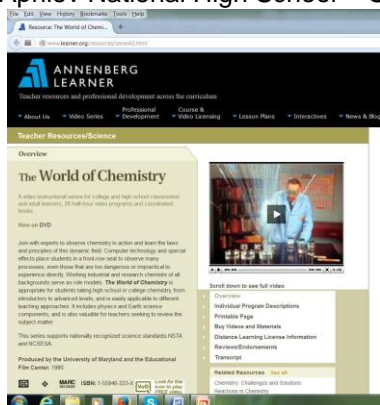 National High School
File Edit View History Bookmarks Tools Help
Resource: The World of Chemi...
www.learner.org/resources/series61.html
ANNENBERG
LEARNER
Teacher resources and professional development across the curriculum
About Us
Video Series
Professional
Development
Course &
Video Licensing
Lesson Plans
Interactives
News & Blog
Teacher Resources/Science
Overview
The World of Chemistry
A video instructional series for college and high school classrooms
and adult learners; 26 half-hour video programs and coordinated
books
Now on DVD
Join with experts to observe chemistry in action and learn the laws
and principles of this dynamic field. Computer technology and special
effects place students in a front-row seat to observe many
processes, even those that are too dangerous or impractical to
experience directly. Working industrial and research chemists of all
backgrounds serve as role models. The World of Chemistry is
appropriate for students taking high school or college chemistry, from
introductory to advanced levels, and is easily applicable to different
teaching approaches. It includes physics and Earth science
components, and is also valuable for teachers seeking to review the
subject matter.
This series supports nationally recognized science standards NSTA
and NCSESA.
Produced by the University of Maryland and the Educational
Film Center. 1990.
ISBN: 1-55946-222-
VoD
Look for this
icon to play
FREE video.
Scroll down to see full video
Overview
Individual Program Descriptions
Printable Page
Buy Videos and Materials
Distance Learning License Information
Reviews/Endorsements
Transcript
Related Resources See all
Chemistry: Challenges and Solutions
Reactions in Chemistry